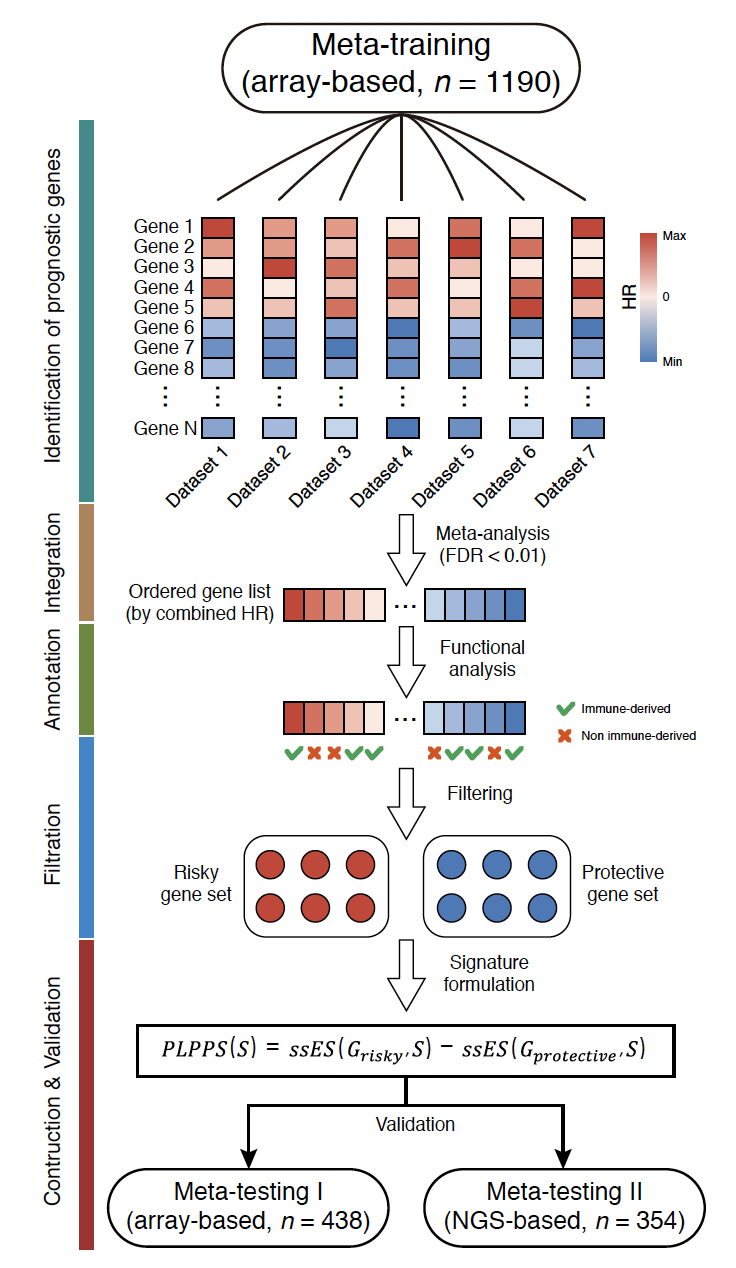 Meta-training
(array-based, n = 1190)
Identification of prognostic genes
Gene 1
Gene 2
Gene 3
Gene 4
Gene 5
Gene 6
Gene 7
Gene 8
...
Gene N
HR
Max
0
Min
Dataset 1
Dataset 2
Dataset 3
Dataset 4
Dataset 5
Dataset 6
Dataset 7
Integration
Meta-analysis
(FDR < 0.01)
Ordered gene list
(by combined HR)
...
Annotation
Functional
analysis
...
Immune-derived
Non immune-derived
Filtration
Filtering
Risky
gene set
Protective
gene set
Contruction & Validation
Signature
formulation
PLPPS(S) = ssES(G_risky, S) − ssES(G_protective, S)
Validation
Meta-testing I
(array-based, n = 438)
Meta-testing II
(NGS-based, n = 354)